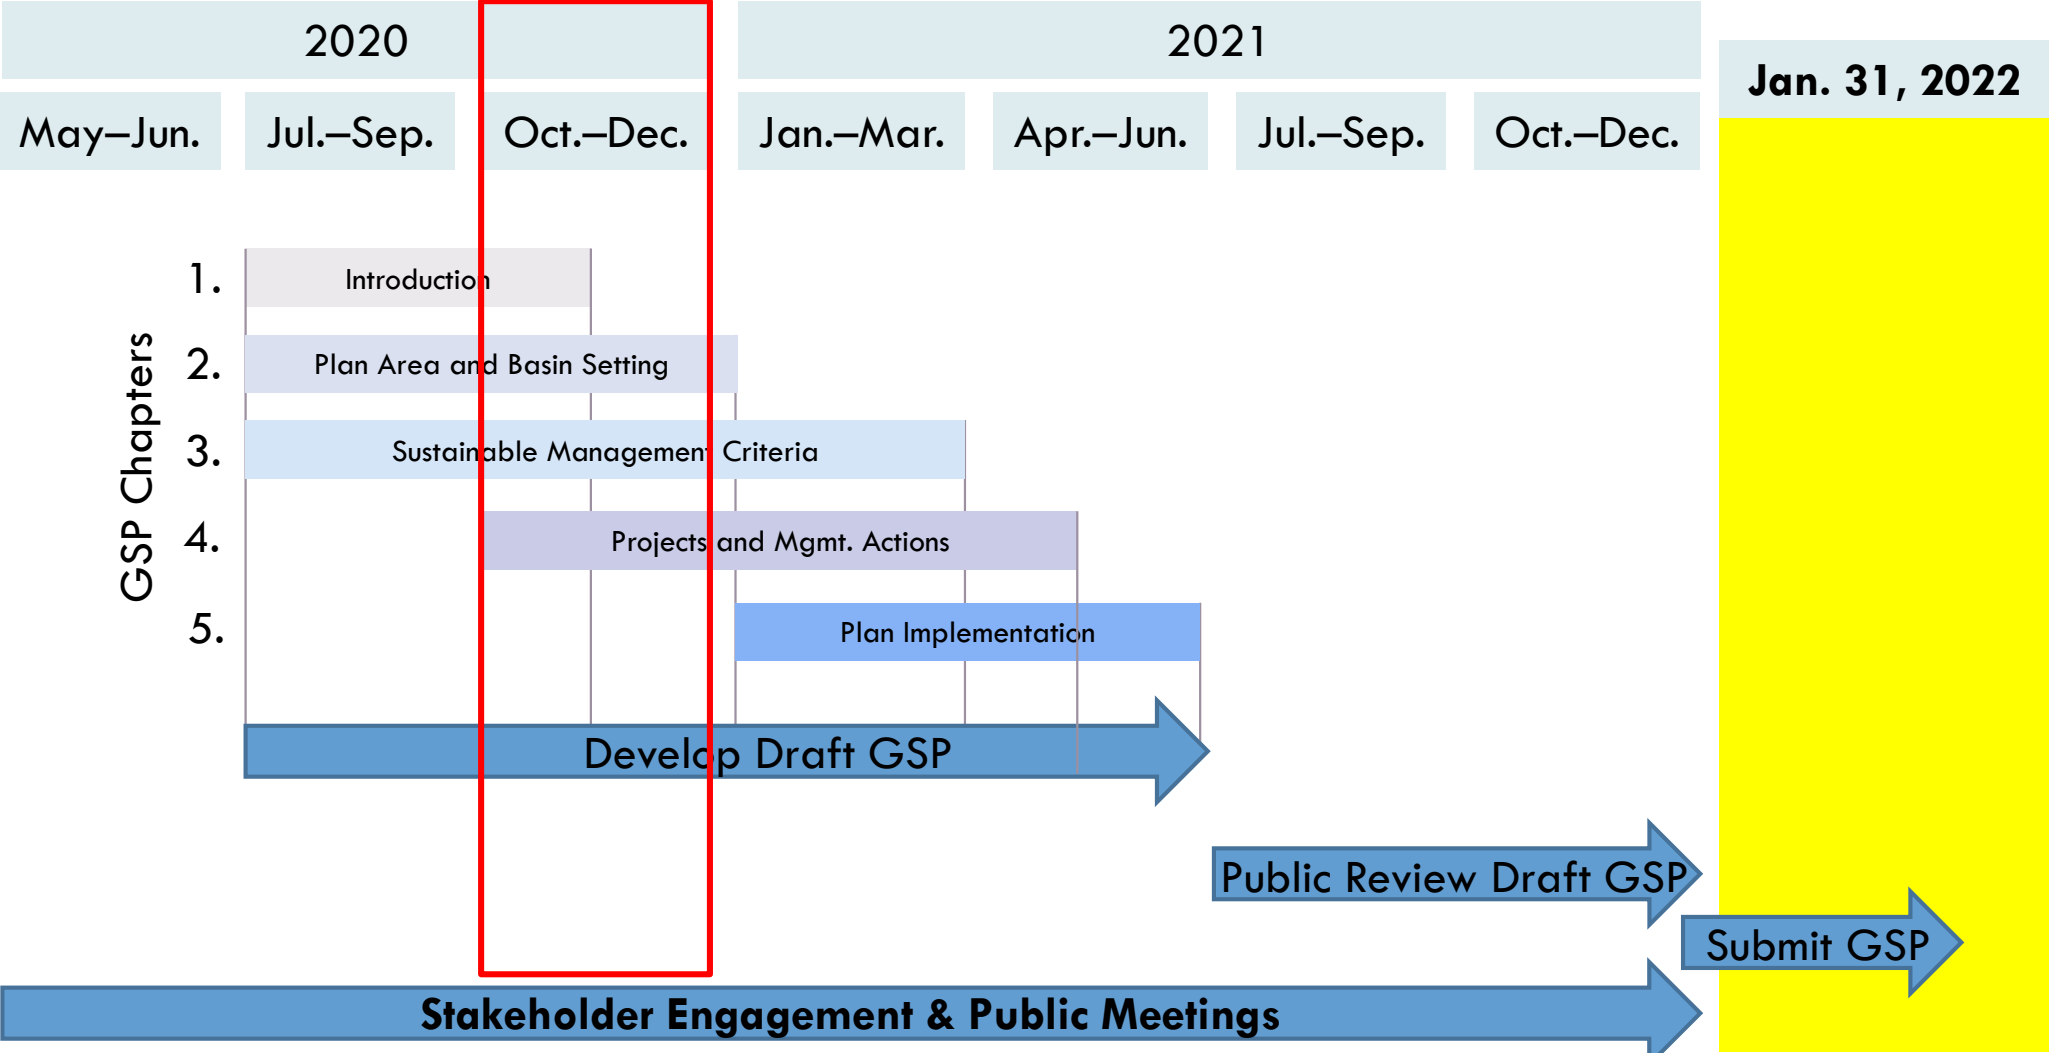 2020
2021
Jan. 31, 2022
May–Jun.
Jul.–Sep.
Oct.–Dec.
Jan.–Mar.
Apr.–Jun.
Jul.–Sep.
Oct.–Dec.
GSP Chapters
1. Introduction
2. Plan Area and Basin Setting
3. Sustainable Management Criteria
4. Projects and Mgmt. Actions
5. Plan Implementation
Develop Draft GSP
Public Review Draft GSP
Submit GSP
Stakeholder Engagement & Public Meetings